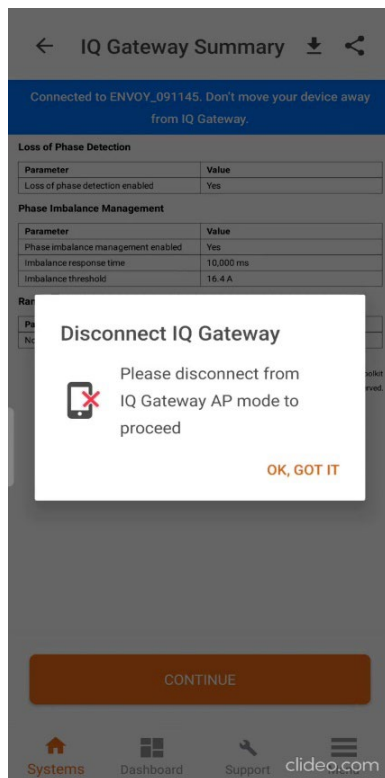 IQ Gateway Summary
Connected to ENVOY_091145. Don't move your device away
from IQ Gateway.
Loss of Phase Detection
Parameter Value
Loss of phase detection enabled Yes
Phase Imbalance Management
Parameter Value
Phase imbalance management enabled Yes
Imbalance response time 10,000 ms
Imbalance threshold 16.4 A
Disconnect IQ Gateway
Please disconnect from
IQ Gateway AP mode to
proceed
OK, GOT IT
CONTINUE
Systems Dashboard Support
clideo.com